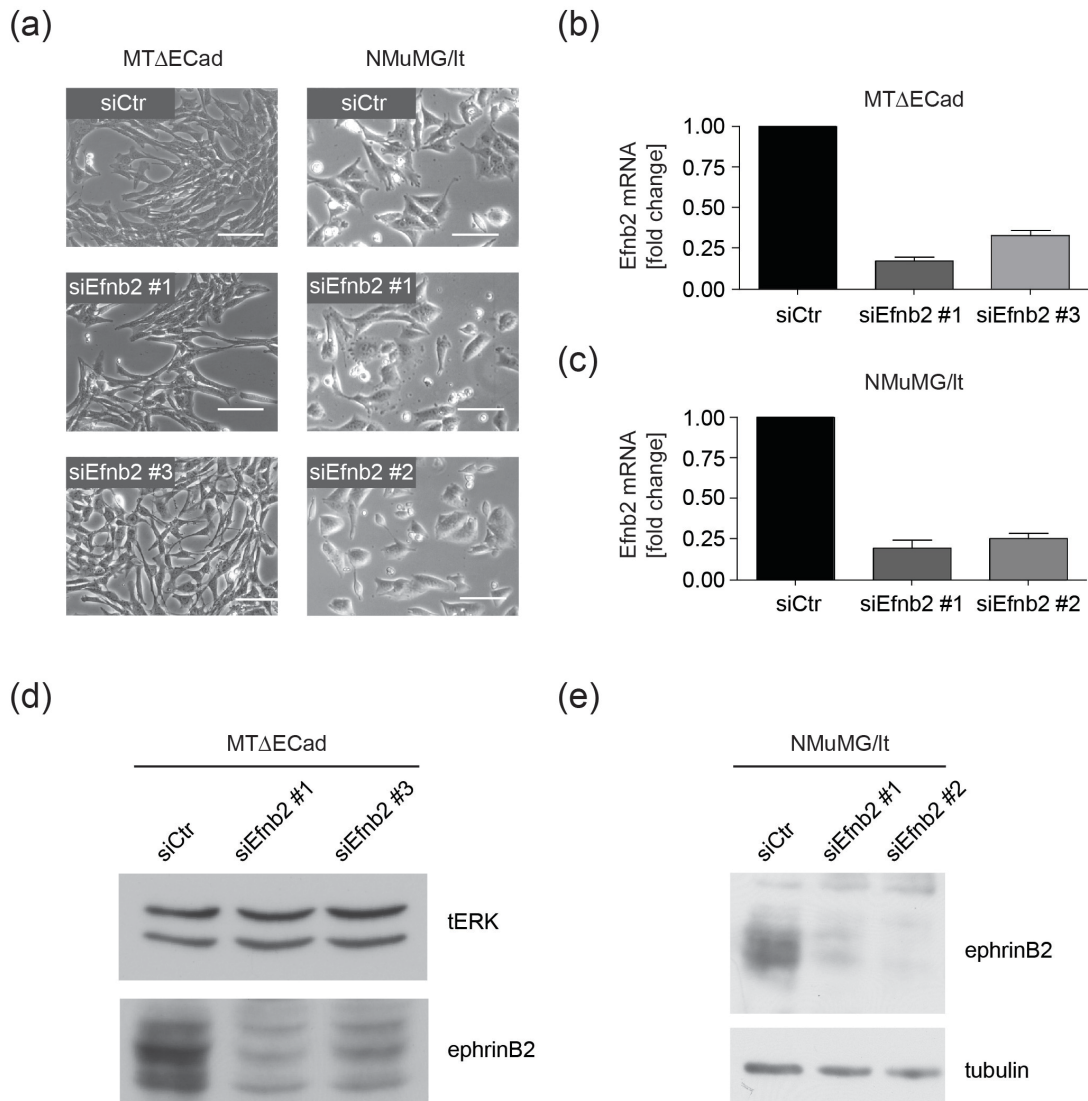 (a)
MTΔECad
NMuMG/lt
siCtr
siCtr
siEfnb2 #1
siEfnb2 #1
siEfnb2 #3
siEfnb2 #2
(b)
MTΔECad
Efnb2 mRNA
[fold change]
1.00
0.75
0.50
0.25
0.00
siCtr
siEfnb2 #1
siEfnb2 #3
(c)
NMuMG/lt
Efnb2 mRNA
[fold change]
1.00
0.75
0.50
0.25
0.00
siCtr
siEfnb2 #1
siEfnb2 #2
(d)
MTΔECad
siCtr
siEfnb2 #1
siEfnb2 #3
tERK
ephrinB2
(e)
NMuMG/lt
siCtr
siEfnb2 #1
siEfnb2 #2
ephrinB2
tubulin